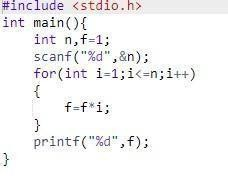 #include <stdio.h>
int main(){
    int n,f=1;
    scanf("%d",&n);
    for(int i=1;i<=n;i++)
    {
        f=f*i;
    }
    printf("%d",f);
}